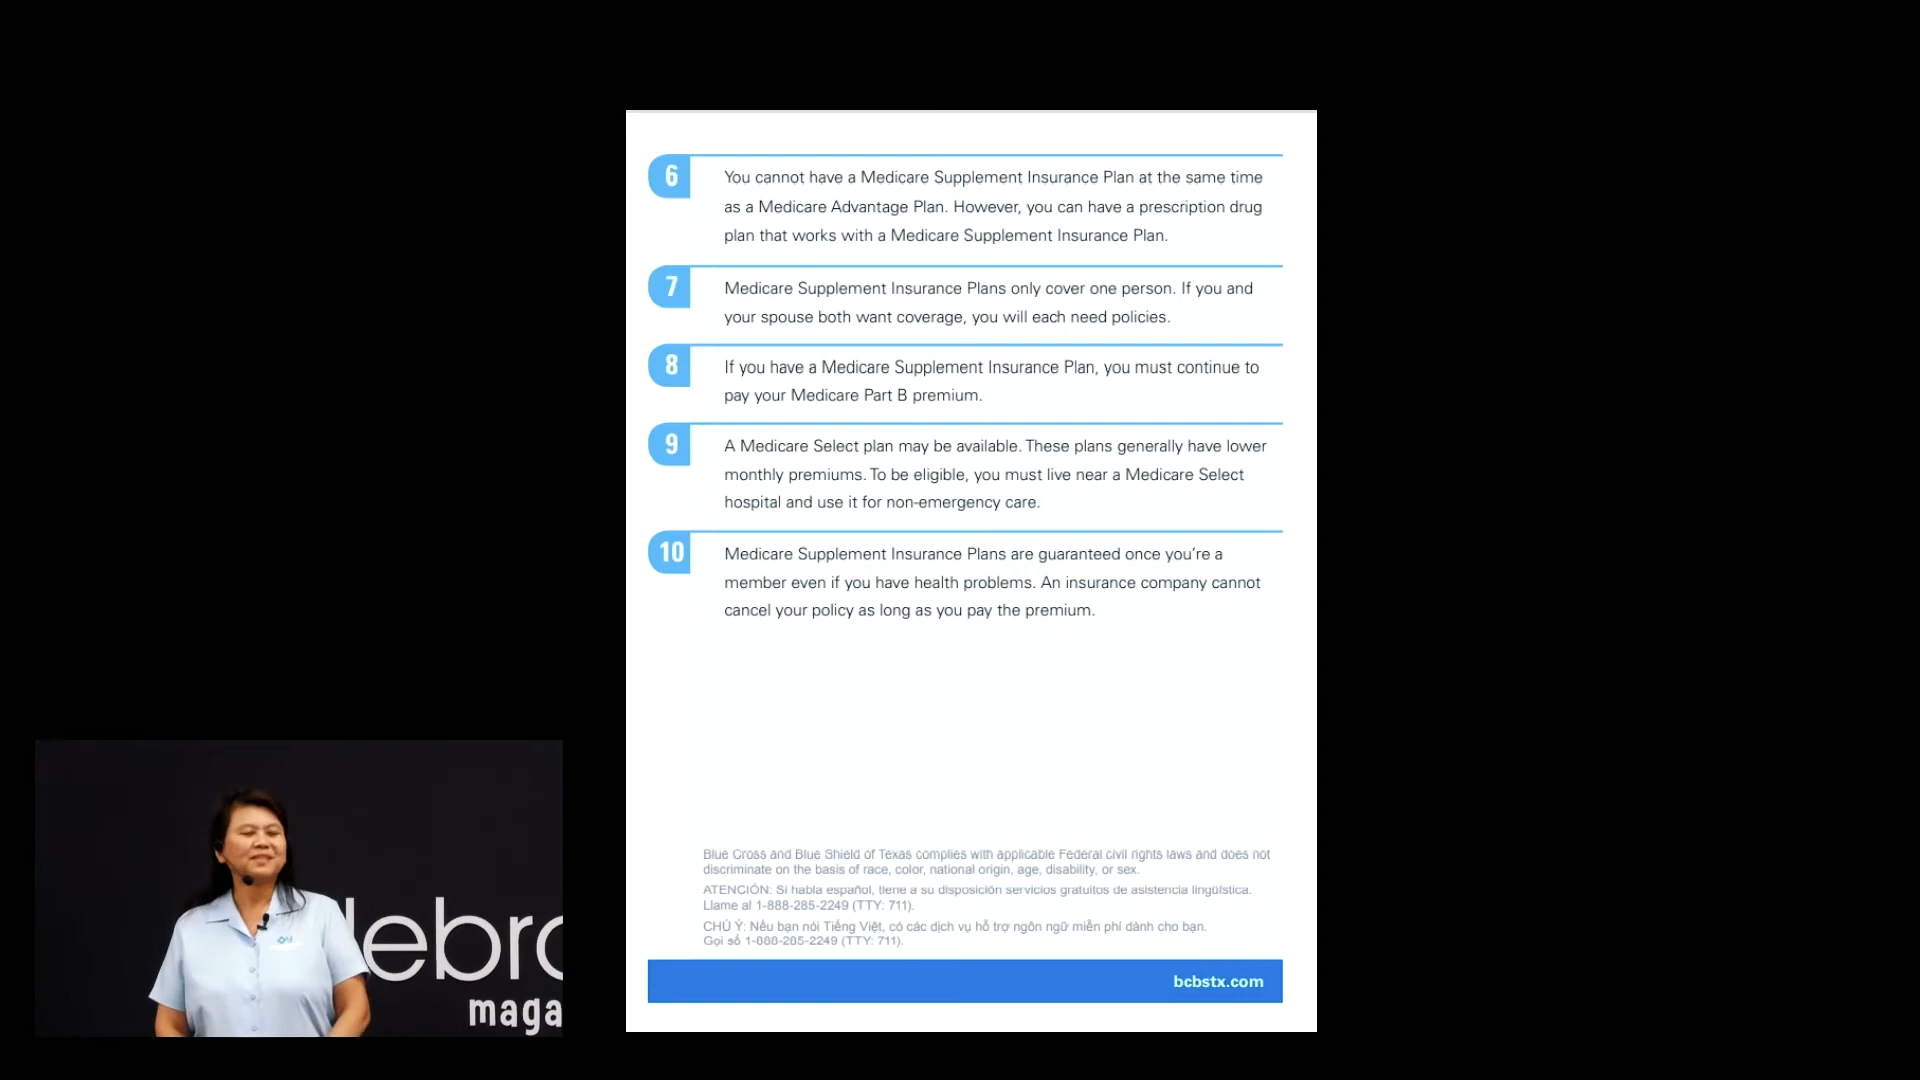 6
You cannot have a Medicare Supplement Insurance Plan at the same time
as a Medicare Advantage Plan. However, you can have a prescription drug
plan that works with a Medicare Supplement Insurance Plan.
7
Medicare Supplement Insurance Plans only cover one person. If you and
your spouse both want coverage, you will each need policies.
8
If you have a Medicare Supplement Insurance Plan, you must continue to
pay your Medicare Part B premium.
9
A Medicare Select plan may be available. These plans generally have lower
monthly premiums. To be eligible, you must live near a Medicare Select
hospital and use it for non-emergency care.
10
Medicare Supplement Insurance Plans are guaranteed once you’re a
member even if you have health problems. An insurance company cannot
cancel your policy as long as you pay the premium.
Blue Cross and Blue Shield of Texas complies with applicable Federal civil rights laws and does not
discriminate on the basis of race, color, national origin, age, disability, or sex.
ATENCIÓN: Si habla español, tiene a su disposición servicios gratuitos de asistencia lingüística.
Llame al 1-888-285-2249 (TTY: 711).
CHÚ Ý: Nếu bạn nói Tiếng Việt, có các dịch vụ hỗ trợ ngôn ngữ miễn phí dành cho bạn.
Gọi số 1-888-285-2249 (TTY: 711).
bcbstx.com
lebro
maga